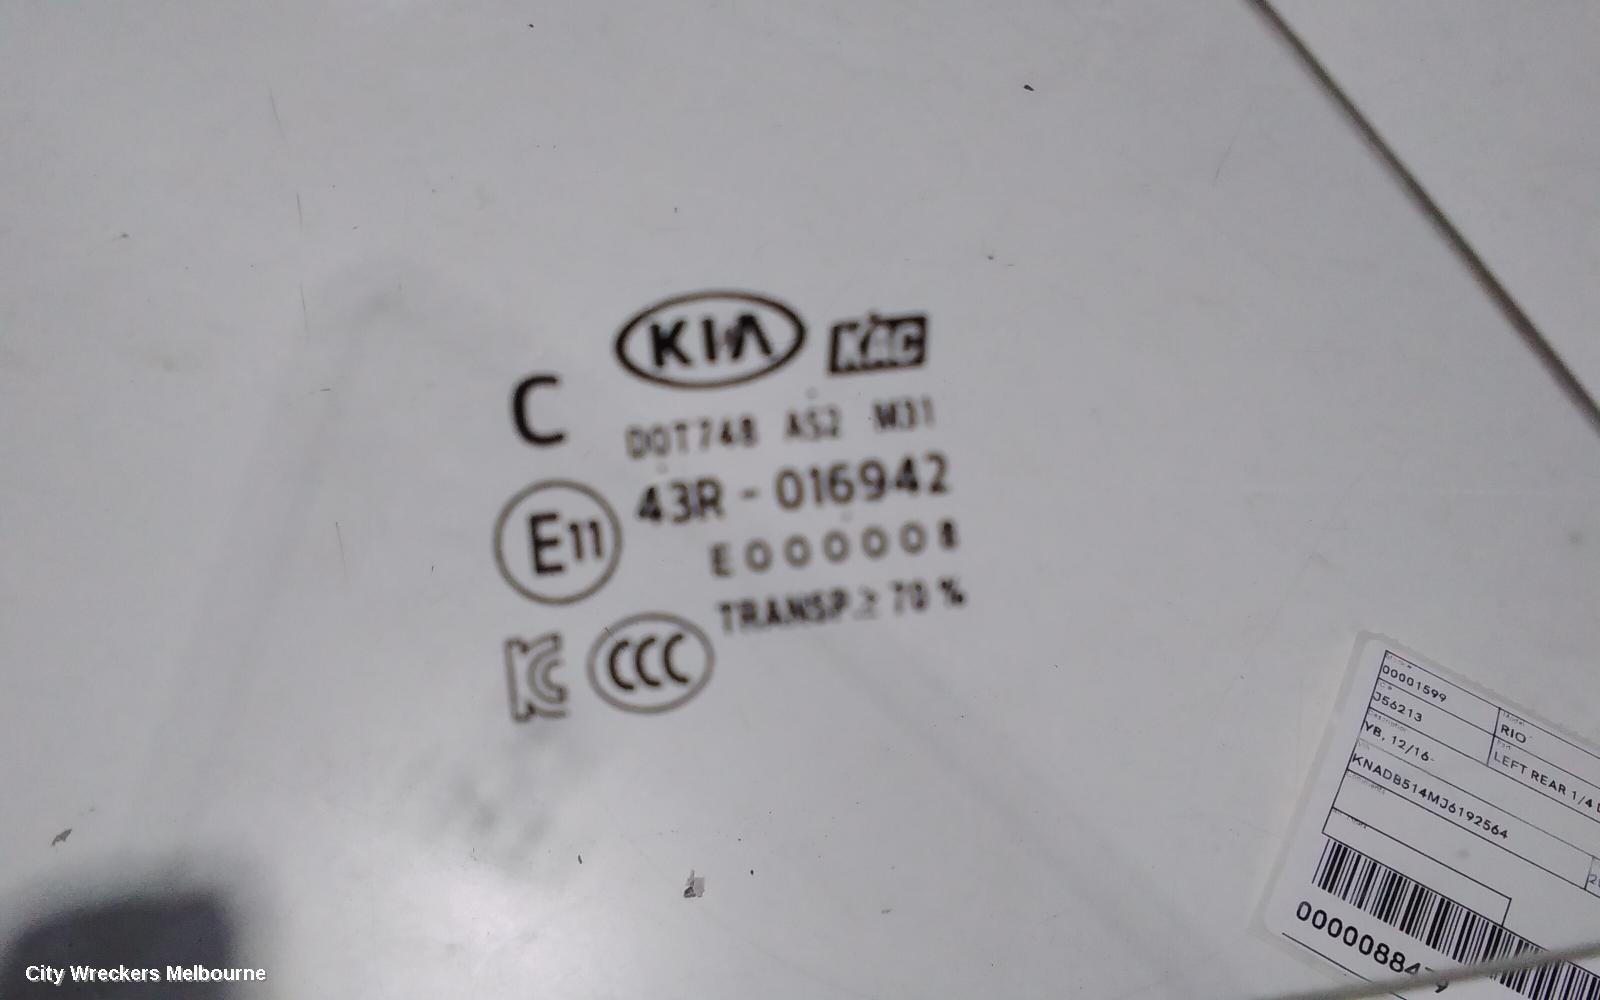 KIA
KAC
C
DOT748 AS2 M31
E11
43R - 016942
E000008
TRANSP. ≥ 70 %
KC
CCC
00001599
J56213
RIO
YB, 12/16-
LEFT REAR 1/4
KNADB514MJ6192564
City Wreckers Melbourne